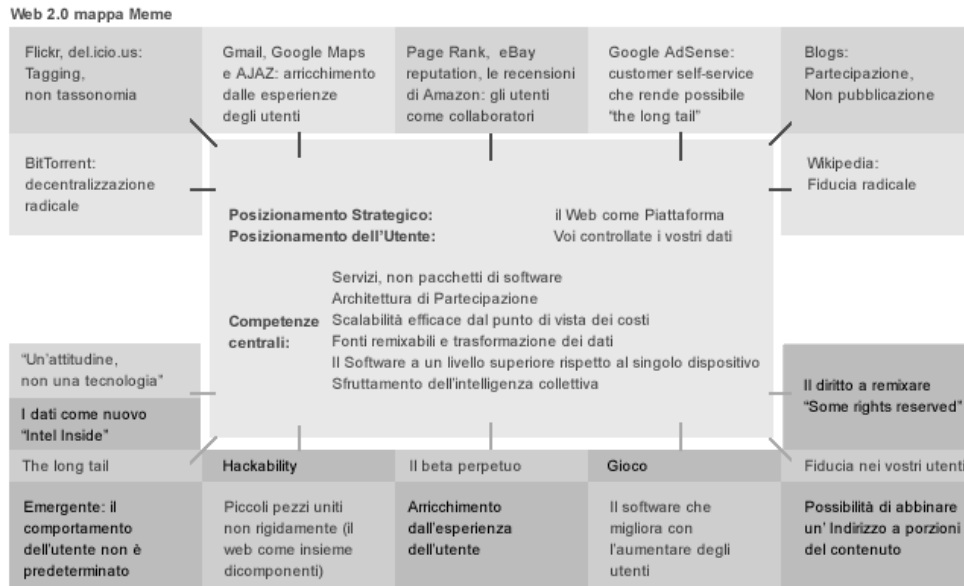 Web 2.0 mappa Meme
Flickr, del.icio.us:
Tagging,
non tassonomia
Gmail, Google Maps
e AJAZ: arricchimento
dalle esperienze
degli utenti
Page Rank, eBay
reputation, le recensioni
di Amazon: gli utenti
come collaboratori
Google AdSense:
customer self-service
che rende possibile
"the long tail"
Blogs:
Partecipazione,
Non pubblicazione
BitTorrent:
decentralizzazione
radicale
Wikipedia:
Fiducia radicale
Posizionamento Strategico: il Web come Piattaforma
Posizionamento dell'Utente: Voi controllate i vostri dati
Competenze
centrali:
Servizi, non pacchetti di software
Architettura di Partecipazione
Scalabilità efficace dal punto di vista dei costi
Fonti remixabili e trasformazione dei dati
Il Software a un livello superiore rispetto al singolo dispositivo
Sfruttamento dell'intelligenza collettiva
"Un'attitudine,
non una tecnologia"
I dati come nuovo
"Intel Inside"
Il diritto a remixare
"Some rights reserved"
The long tail
Hackability
Il beta perpetuo
Gioco
Fiducia nei vostri utenti
Emergente: il
comportamento
dell'utente non è
predeterminato
Piccoli pezzi uniti
non rigidamente (il
web come insieme
dicomponenti)
Arricchimento
dall'esperienza
dell'utente
Il software che
migliora con
l'aumentare degli
utenti
Possibilità di abbinare
un' Indirizzo a porzioni
del contenuto